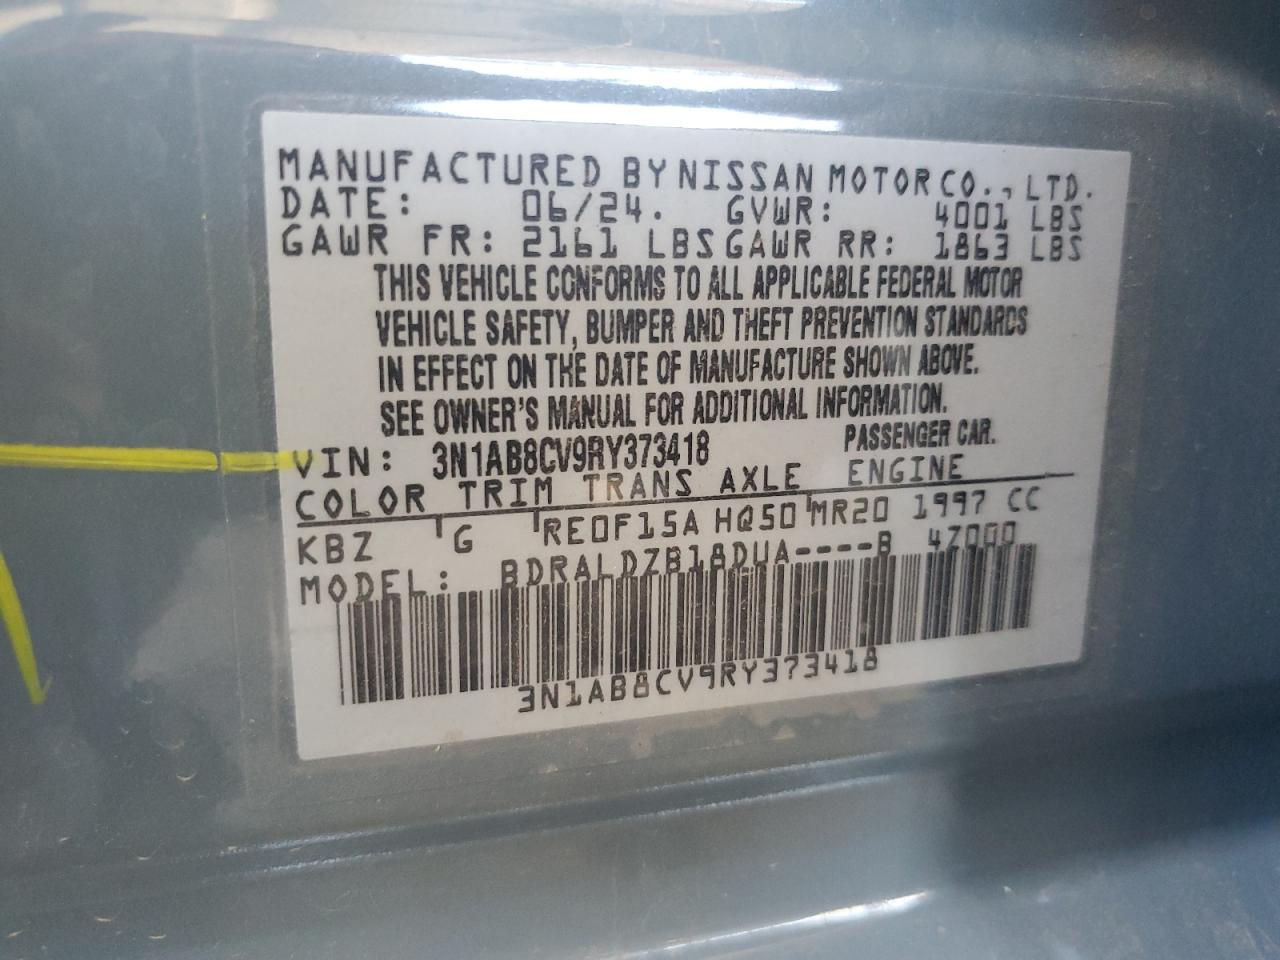 MANUFACTURED BY NISSAN MOTOR CO., LTD.
DATE: 06/24. GVWR: 4001 LBS
GAWR FR: 2161 LBS GAWR RR: 1863 LBS
THIS VEHICLE CONFORMS TO ALL APPLICABLE FEDERAL MOTOR
VEHICLE SAFETY, BUMPER AND THEFT PREVENTION STANDARDS
IN EFFECT ON THE DATE OF MANUFACTURE SHOWN ABOVE.
SEE OWNER'S MANUAL FOR ADDITIONAL INFORMATION.
PASSENGER CAR.
VIN: 3N1AB8CV9RY373418
COLOR TRIM TRANS AXLE ENGINE
KBZ G RE0F15A HQ50 MR20 1997 CC
MODEL: BDRALDZB18DUA----B 47000
3N1AB8CV9RY373418